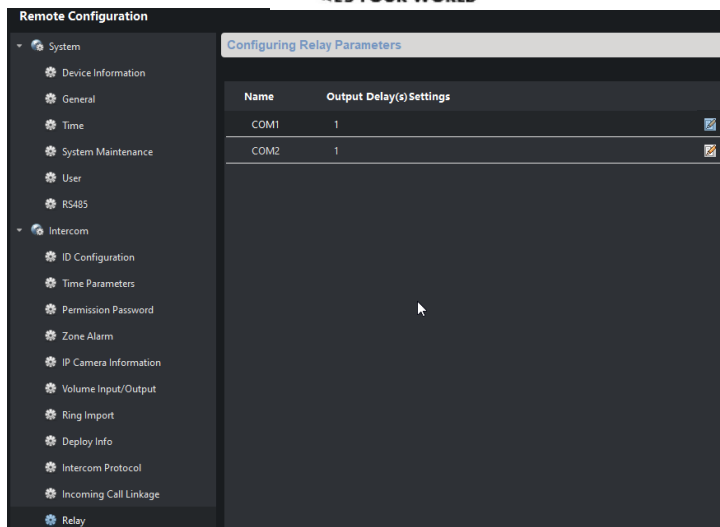 YOUR WORLD
Remote Configuration
System
Device Information
General
Time
System Maintenance
User
RS485
Intercom
ID Configuration
Time Parameters
Permission Password
Zone Alarm
IP Camera Information
Volume Input/Output
Ring Import
Deploy Info
Intercom Protocol
Incoming Call Linkage
Relay
Configuring Relay Parameters
Name Output Delay(s)Settings
COM1 1
COM2 1